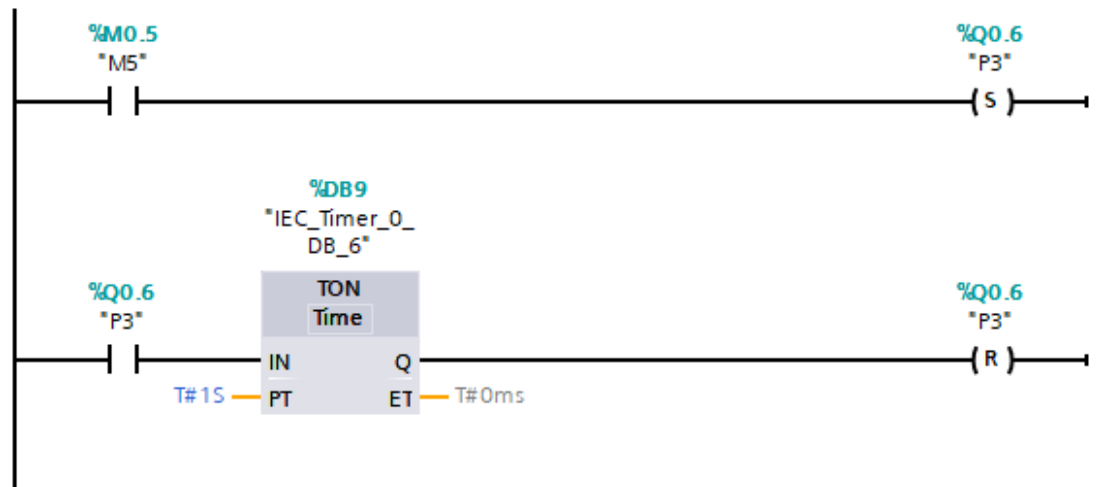 %M0.5
"M5"
%Q0.6
"P3"
S
%DB9
"IEC_Timer_0_
DB_6"
%Q0.6
"P3"
TON
Time
%Q0.6
"P3"
IN
Q
R
T#1S
PT
ET
T#0ms